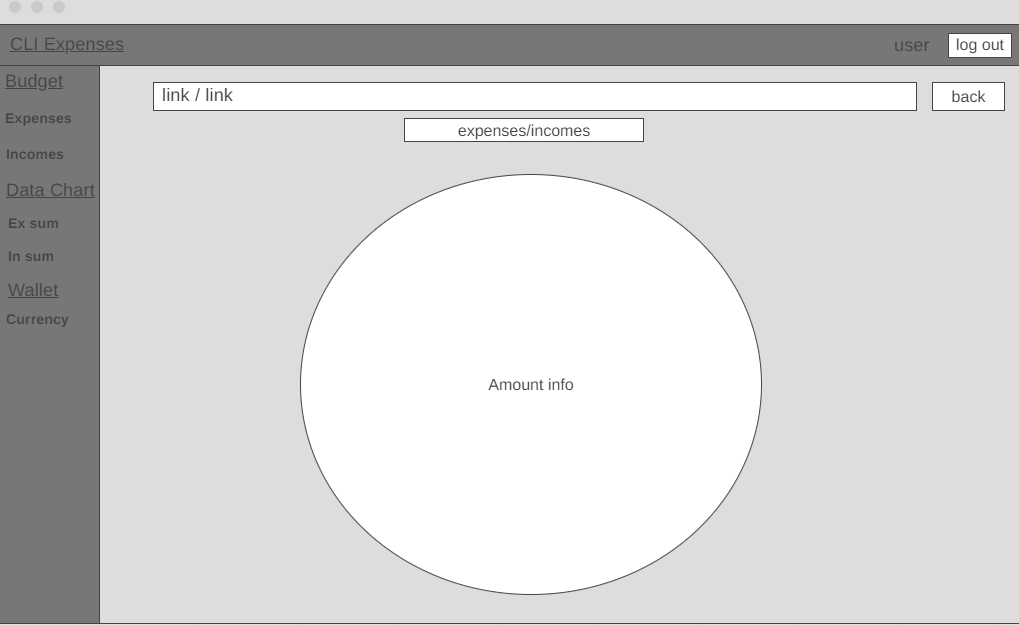 CLI Expenses
user
log out
Budget
Expenses
Incomes
Data Chart
Ex sum
In sum
Wallet
Currency
link / link
back
expenses/incomes
Amount info